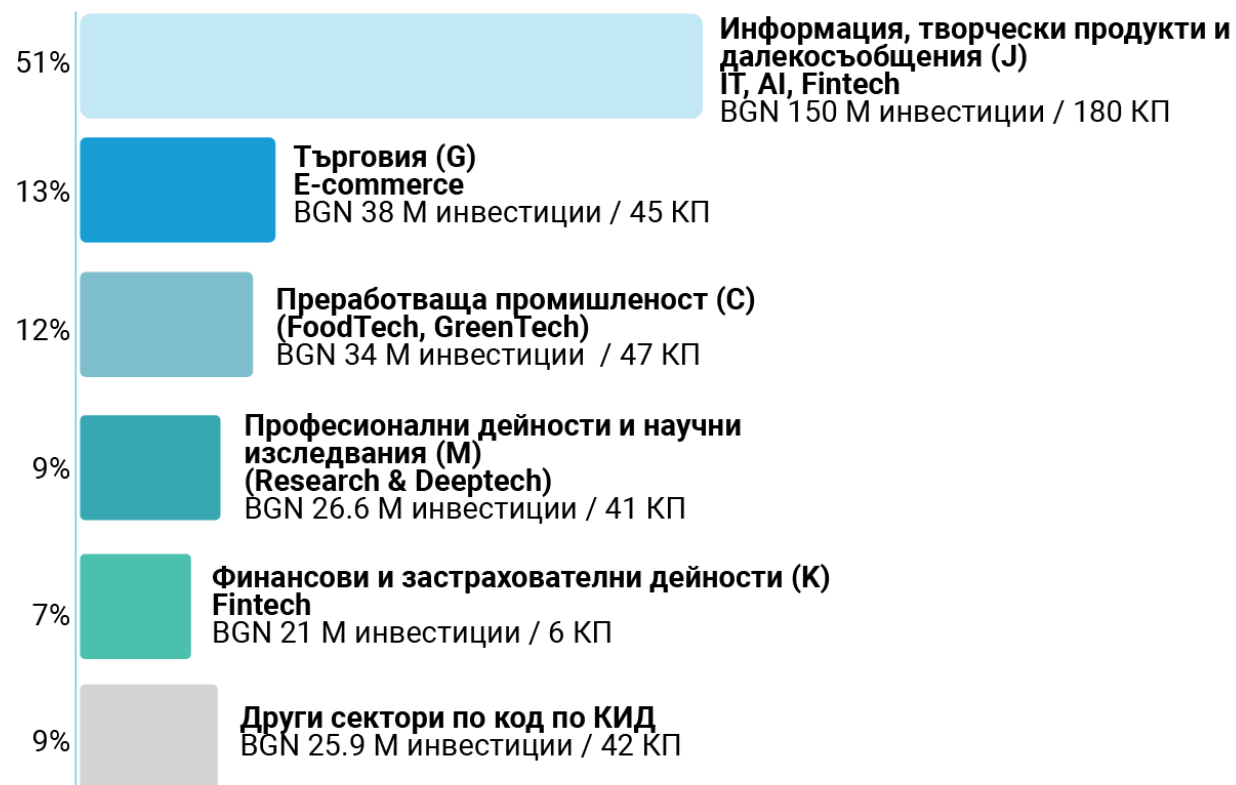 51%
Информация, творчески продукти и
далекосъобщения (J)
IT, AI, Fintech
BGN 150 М инвестиции / 180 КП
13%
Търговия (G)
E-commerce
BGN 38 М инвестиции / 45 КП
12%
Преработваща промишленост (C)
(FoodTech, GreenTech)
BGN 34 М инвестиции / 47 КП
9%
Професионални дейности и научни
изследвания (M)
(Research & Deeptech)
BGN 26.6 М инвестиции / 41 КП
7%
Финансови и застрахователни дейности (K)
Fintech
BGN 21 М инвестиции / 6 КП
9%
Други сектори по код по КИД
BGN 25.9 М инвестиции / 42 КП